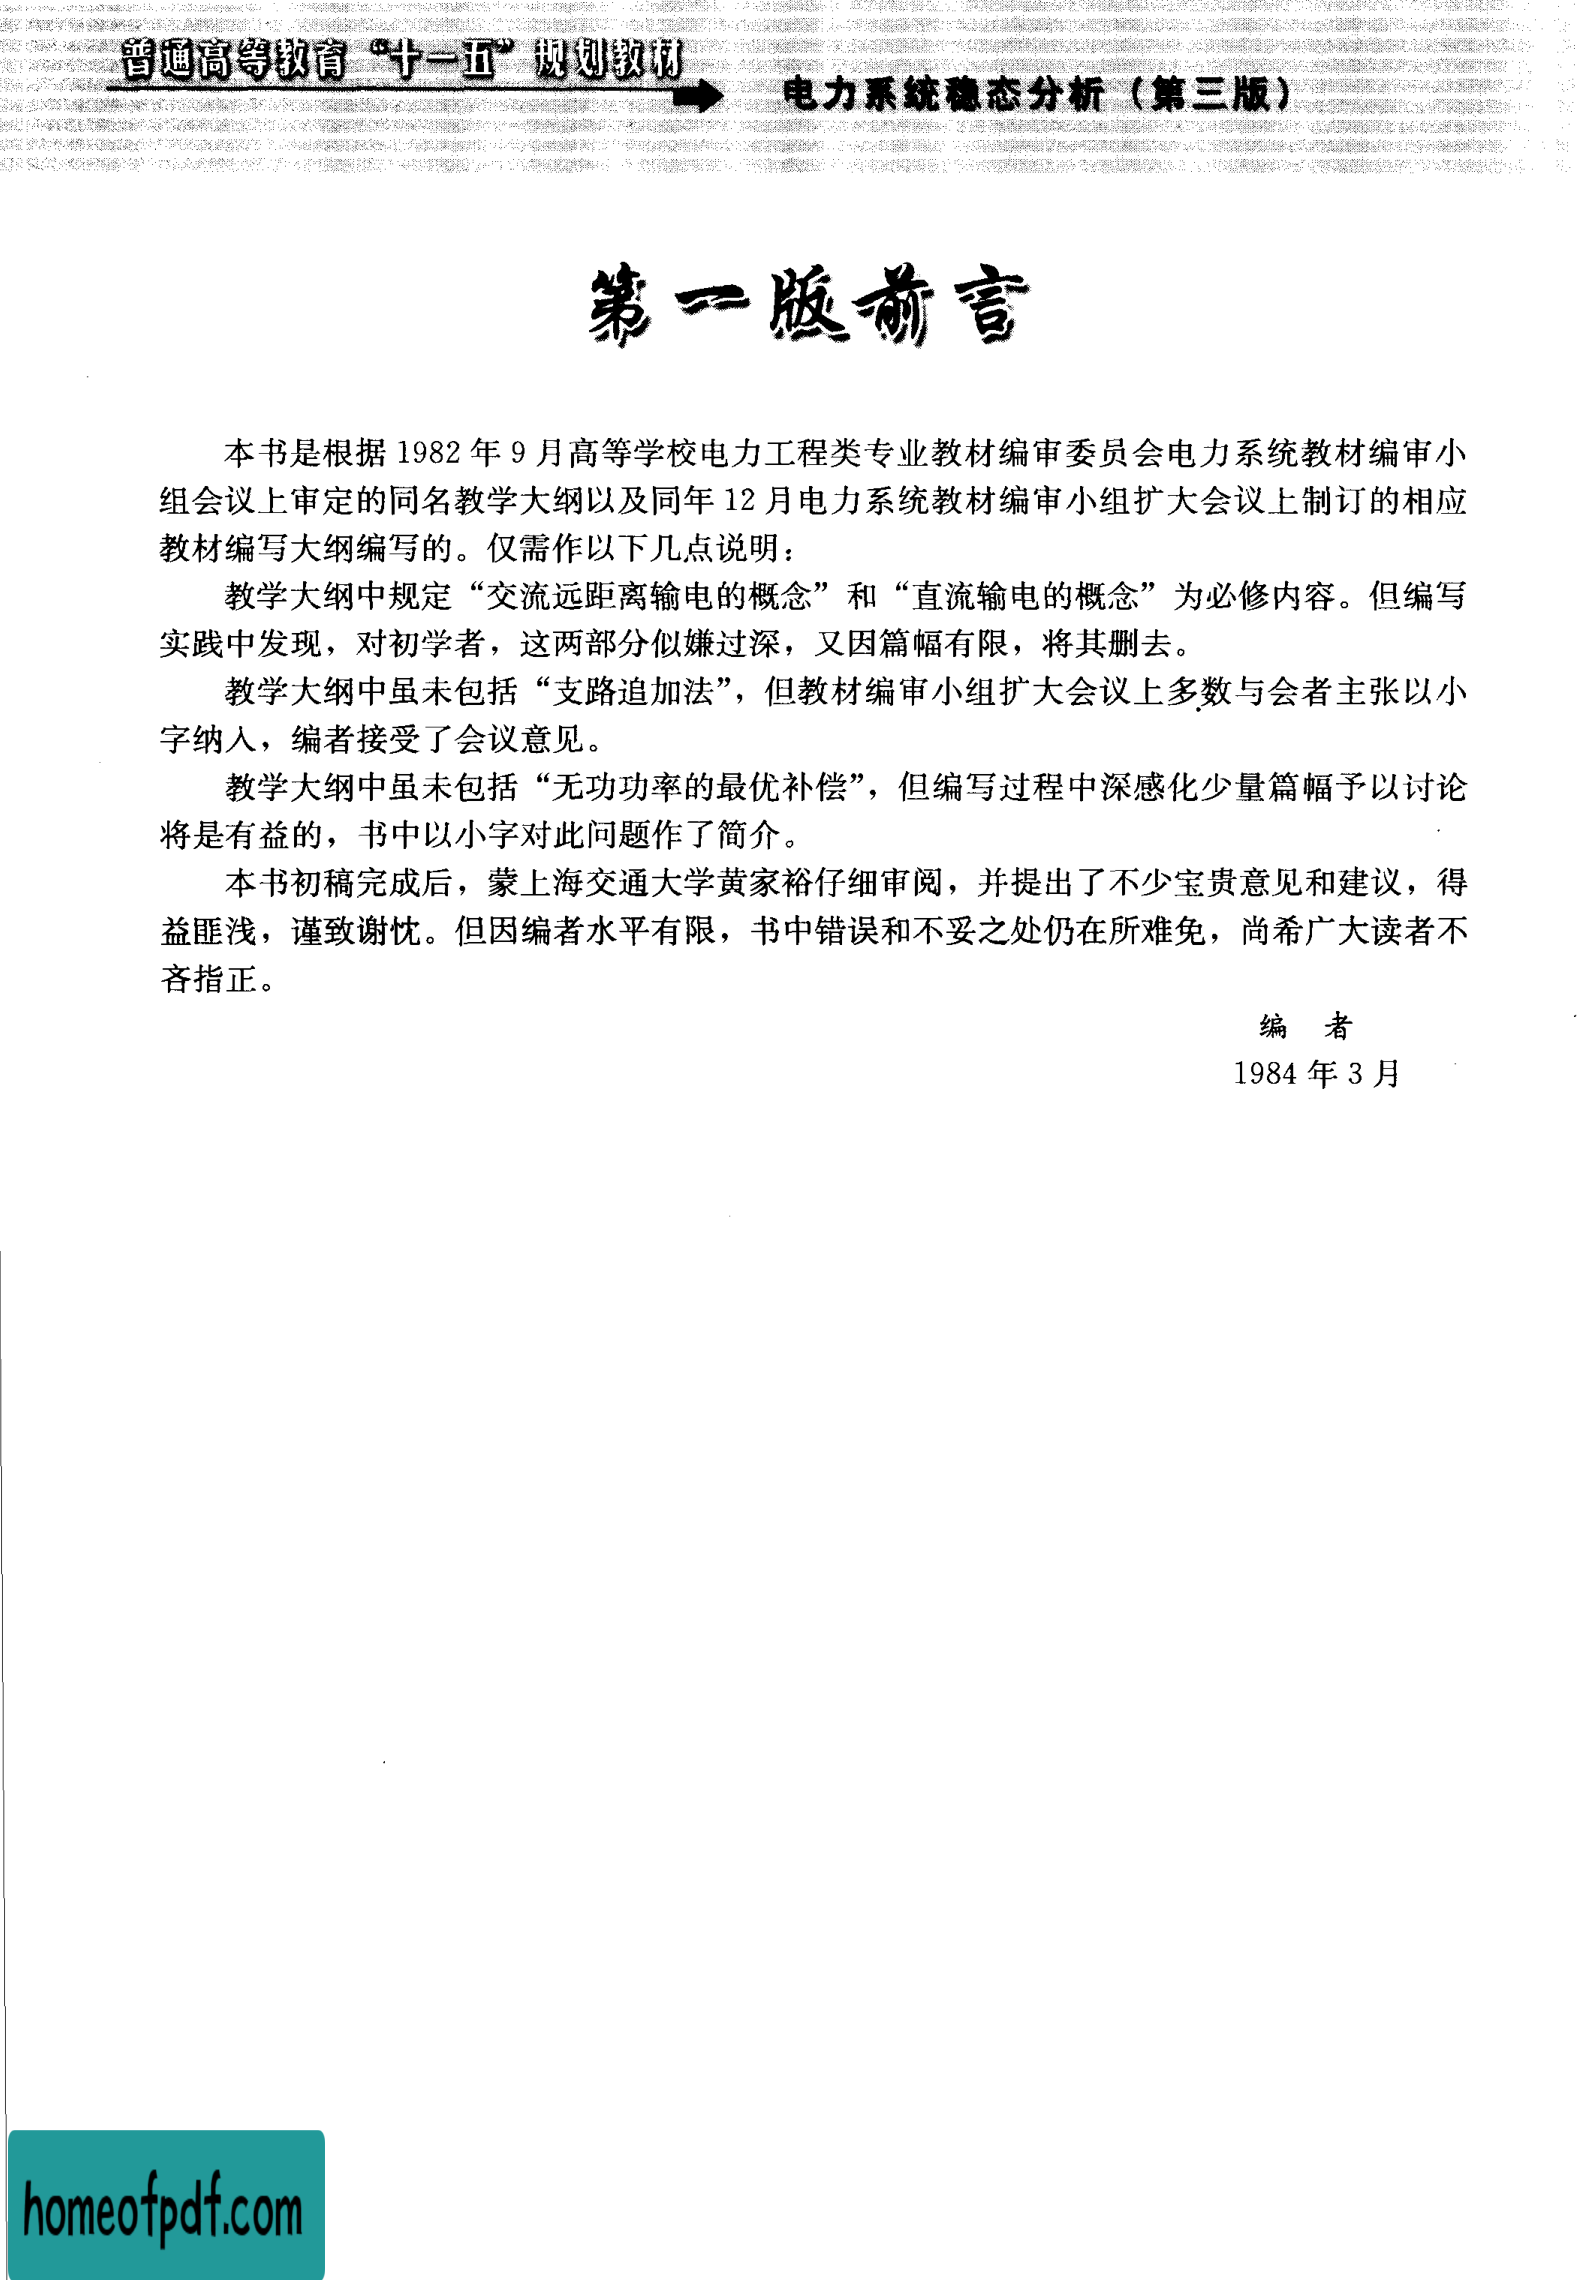 普通高等教育“十一五”规划教材
电力系统稳态分析（第三版）
第一版前言
本书是根据 1982 年 9 月高等学校电力工程类专业教材编审委员会电力系统教材编审小
组会议上审定的同名教学大纲以及同年 12 月电力系统教材编审小组扩大会议上制订的相应
教材编写大纲编写的。仅需作以下几点说明：
教学大纲中规定“交流远距离输电的概念”和“直流输电的概念”为必修内容。但编写
实践中发现，对初学者，这两部分似嫌过深，又因篇幅有限，将其删去。
教学大纲中虽未包括“支路追加法”，但教材编审小组扩大会议上多数与会者主张以小
字纳入，编者接受了会议意见。
教学大纲中虽未包括“无功功率的最优补偿”，但编写过程中深感化少量篇幅予以讨论
将是有益的，书中以小字对此问题作了简介。
本书初稿完成后，蒙上海交通大学黄家裕仔细审阅，并提出了不少宝贵意见和建议，得
益匪浅，谨致谢忱。但因编者水平有限，书中错误和不妥之处仍在所难免，尚希广大读者不
吝指正。
编 者
1984 年 3 月
homeofpdf.com